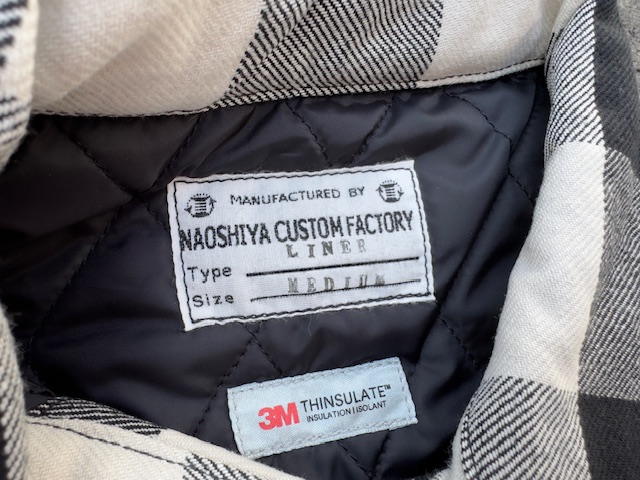 MANUFACTURED BY
NAOSHIYA CUSTOM FACTORY
LINER
Type
MEDIUM
Size
3M THINSULATE™
INSULATION | ISOLANT